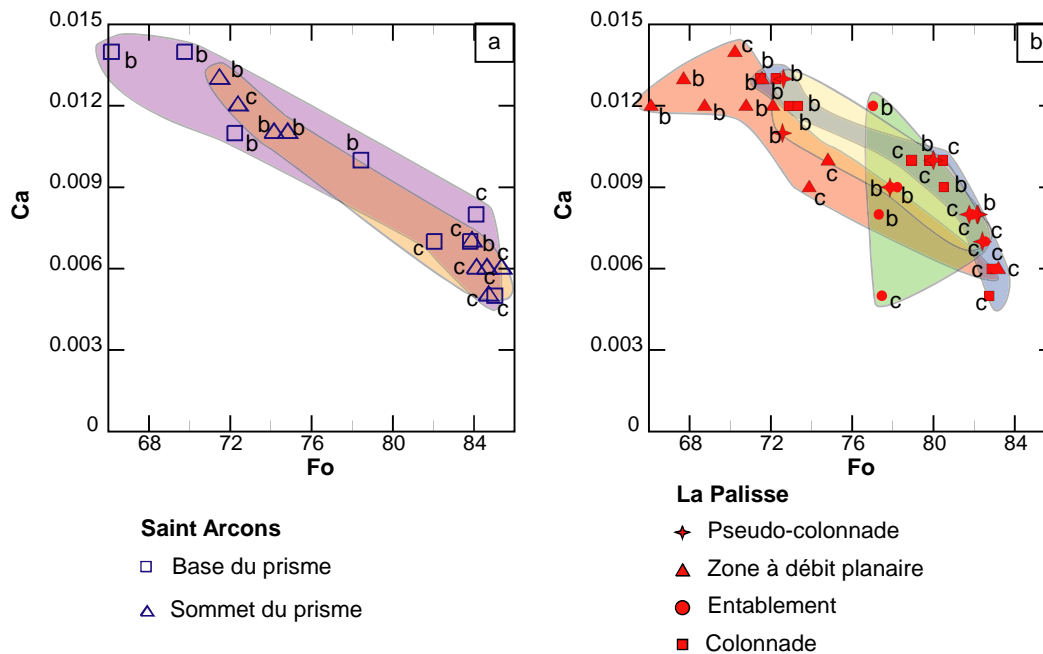 0.015
0.012
0.009
0.006
0.003
0
Ca
68 72 76 80 84
Fo
a
b b b c b b b b c c b c c c c c
0.015
0.012
0.009
0.006
0.003
0
Ca
68 72 76 80 84
Fo
b
c b b b b b b b b b b b c c b c b c c b b b c b c b c b c c c c
Saint Arcons
Base du prisme
Sommet du prisme
La Palisse
Pseudo-colonnade
Zone à débit planaire
Entablement
Colonnade